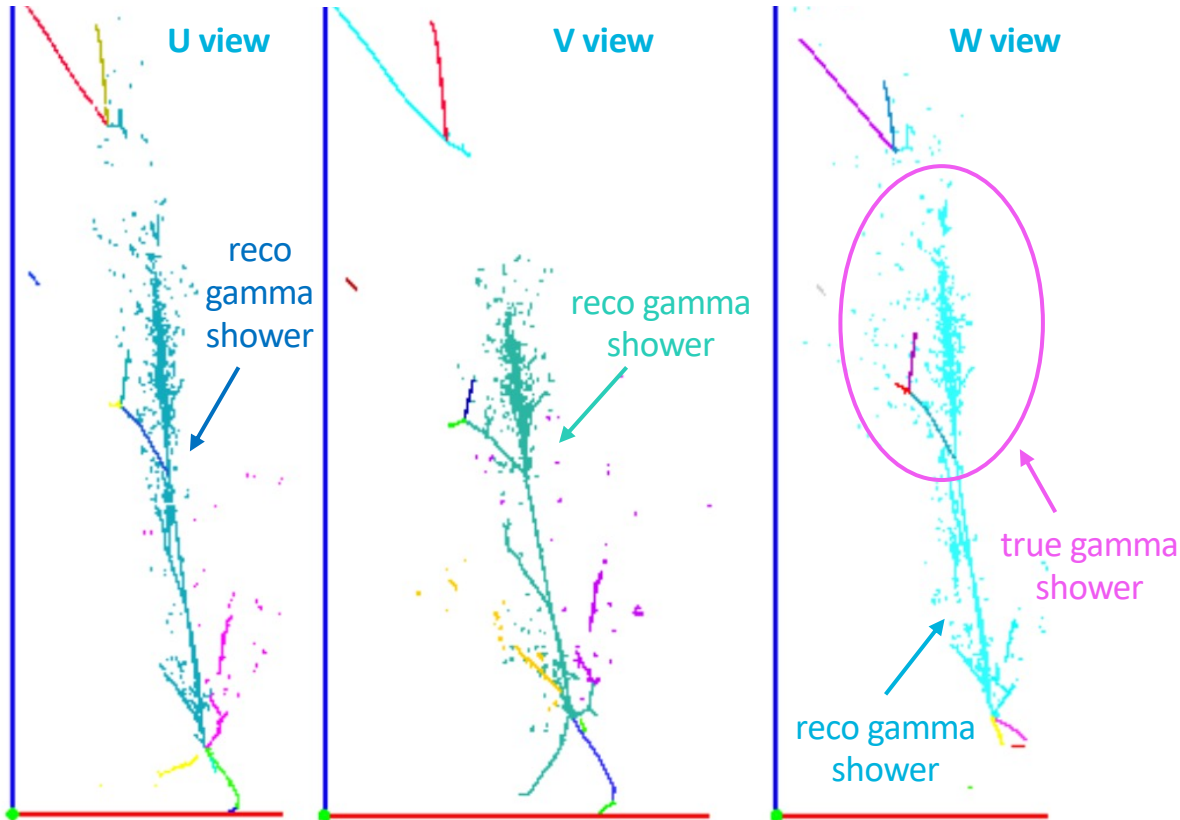 U view
V view
W view
reco
gamma
shower
reco gamma
shower
true gamma
shower
reco gamma
shower